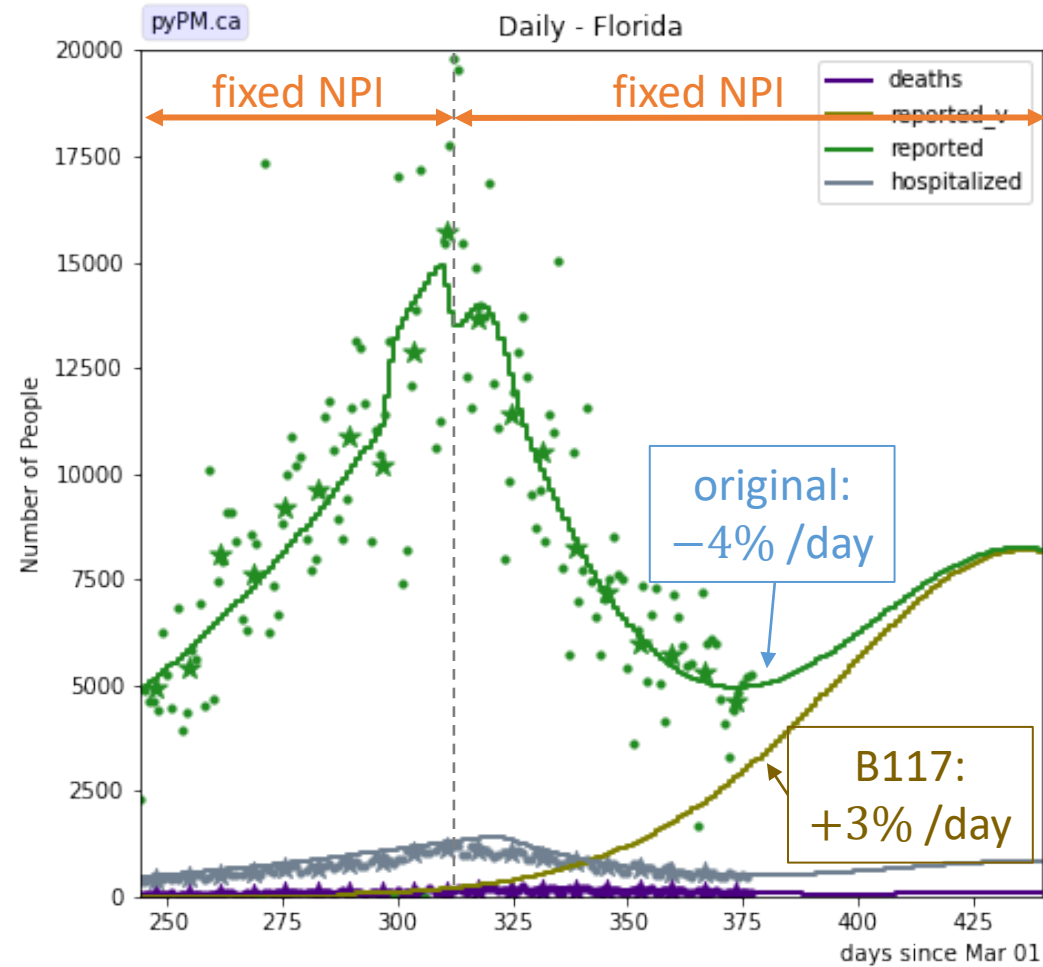 pyPM.ca
Daily - Florida
20000
17500
15000
12500
10000
7500
5000
2500
0
Number of People
fixed NPI
fixed NPI
deaths
reported_v
reported
hospitalized
original:
−4% /day
B117:
+3% /day
250
275
300
325
350
375
400
425
days since Mar 01